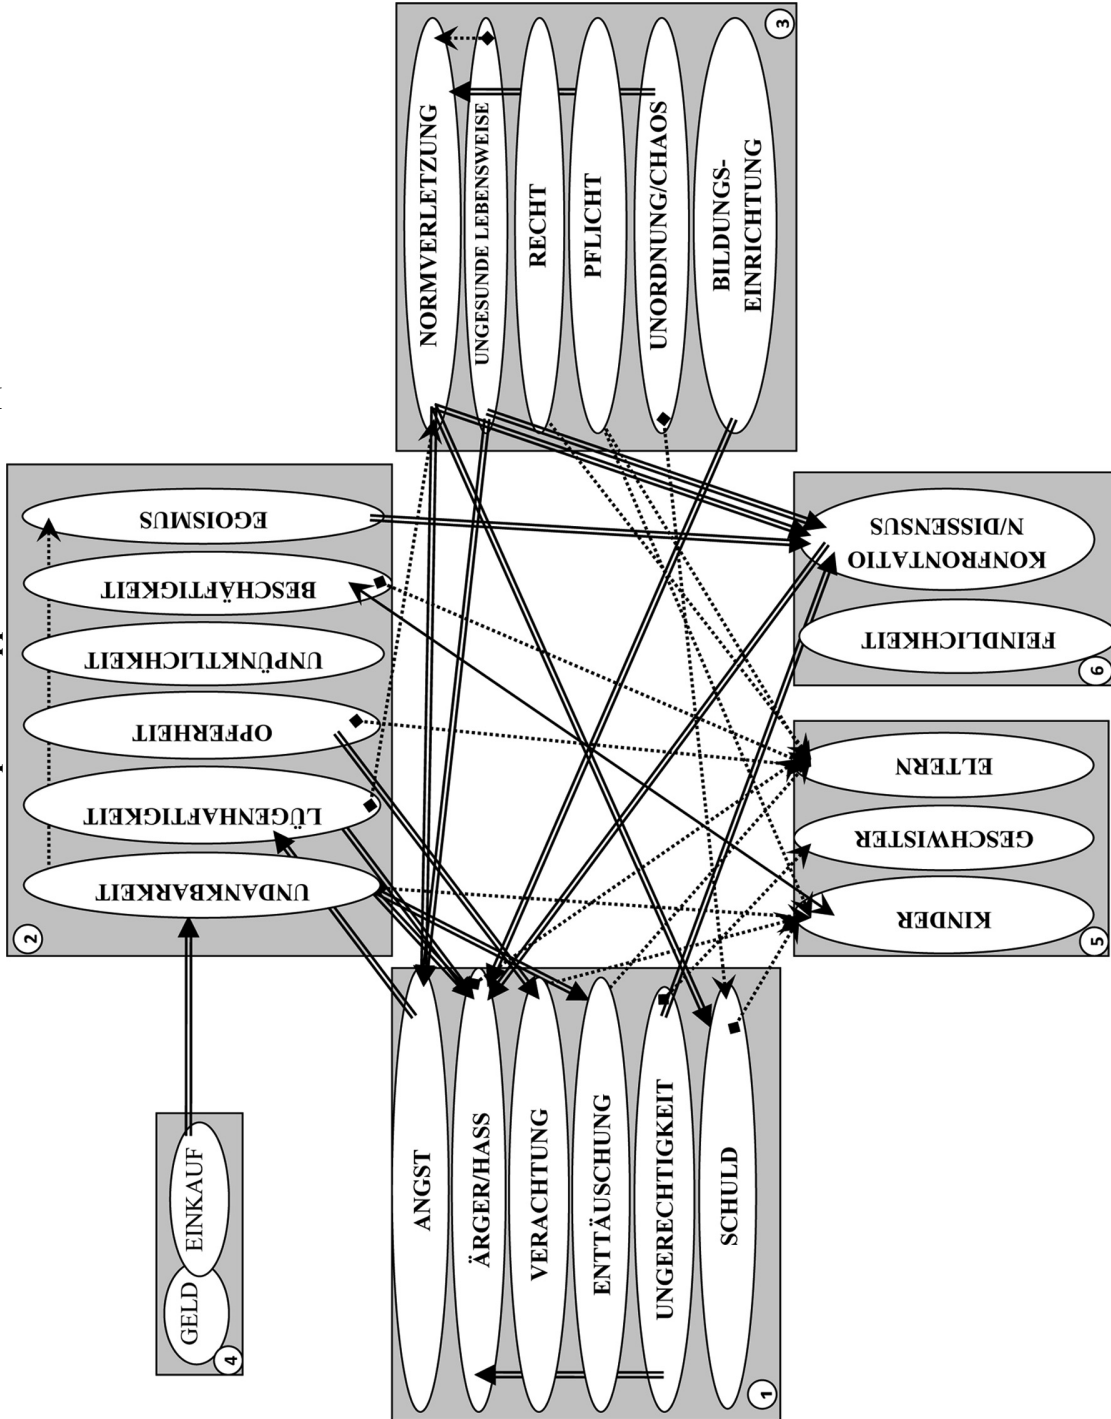 4
GELD
EINKAUF
2
UNDANKBARKEIT
LÜGENHAFTIGKEIT
OPFERHEIT
UNPÜNKTLICHKEIT
BESCHÄFTIGKEIT
EGOISMUS
3
NORMVERLETZUNG
UNGESUNDE LEBENSWEISE
RECHT
PFLICHT
UNORDNUNG/CHAOS
BILDUNGS-
EINRICHTUNG
1
ANGST
ÄRGER/HASS
VERACHTUNG
ENTTÄUSCHUNG
UNGERECHTIGKEIT
SCHULD
5
KINDER
GESCHWISTER
ELTERN
6
FEINDLICHKEIT
KONFRONTATIO
N/DISSENSUS